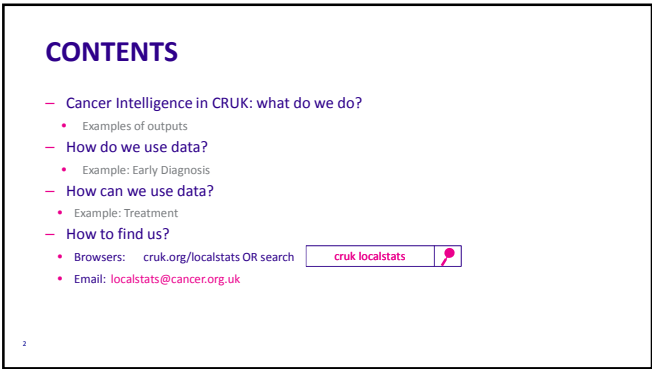 CONTENTS
– Cancer Intelligence in CRUK: what do we do?
• Examples of outputs
– How do we use data?
• Example: Early Diagnosis
– How can we use data?
• Example: Treatment
– How to find us?
• Browsers: cruk.org/localstats OR search cruk localstats
• Email: localstats@cancer.org.uk
2